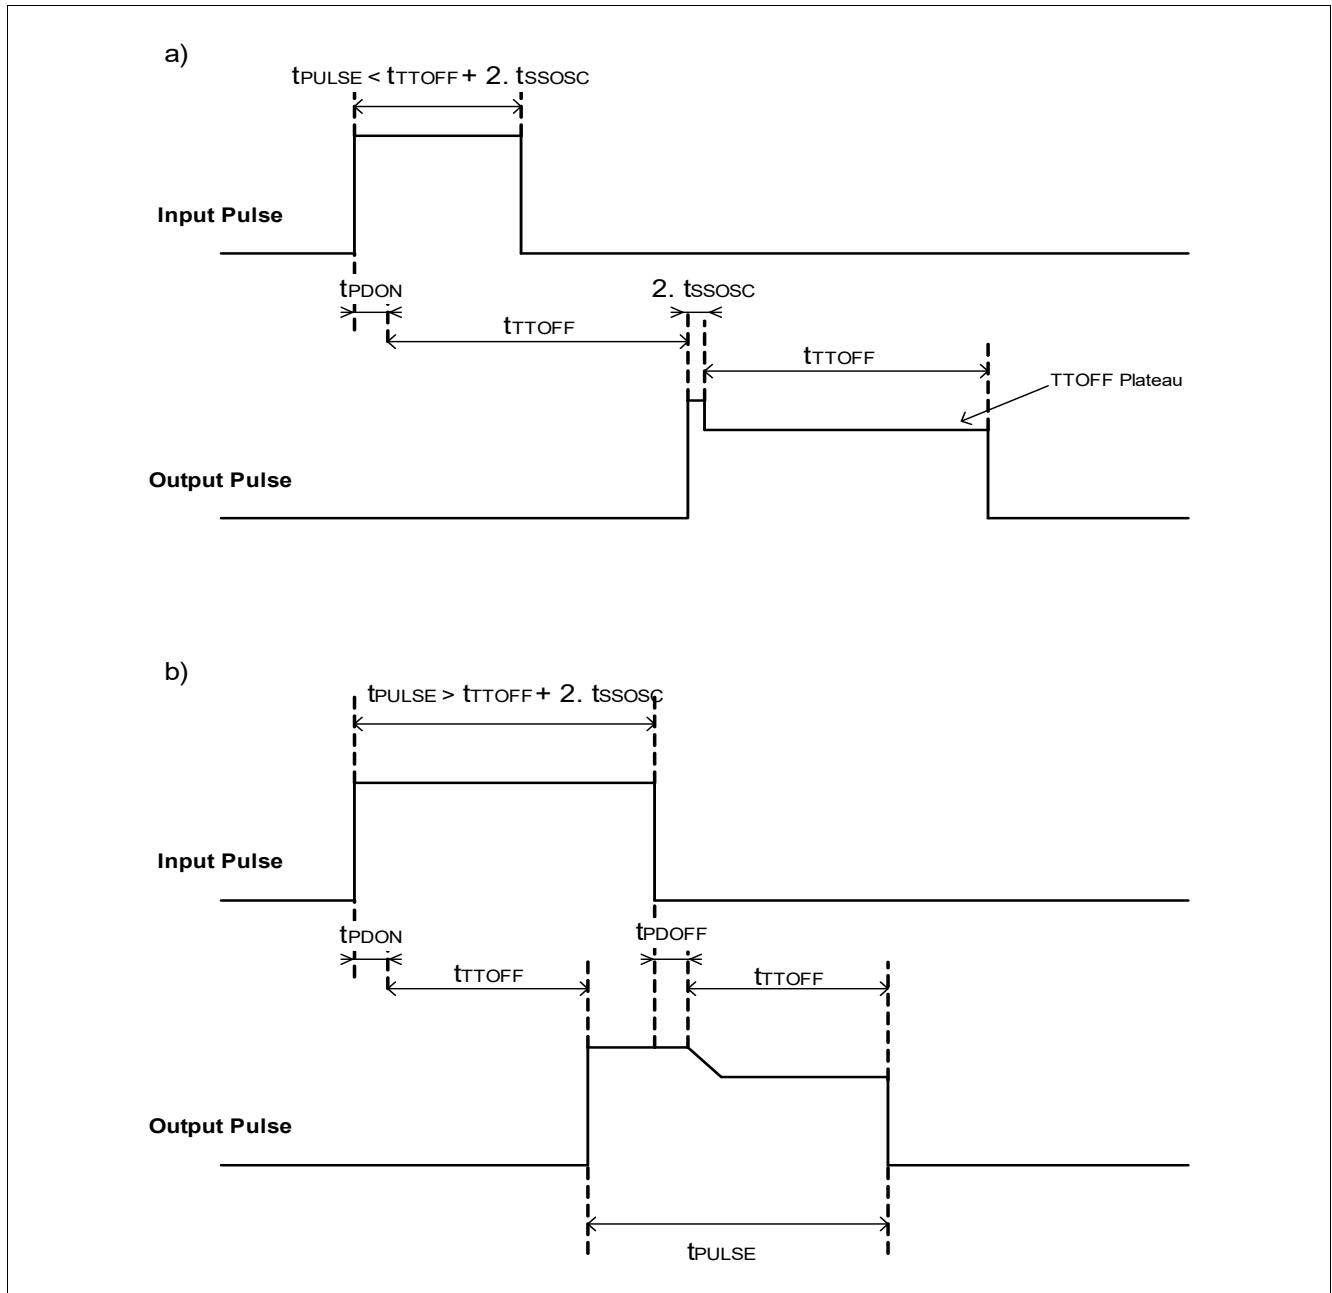 a)
tPULSE < tTTOFF + 2. tSSOSC
Input Pulse
tPDON
2. tSSOSC
tTTOFF
tTTOFF
TTOFF Plateau
Output Pulse
b)
tPULSE > tTTOFF + 2. tSSOSC
Input Pulse
tPDON
tPDOFF
tTTOFF
tTTOFF
Output Pulse
tPULSE